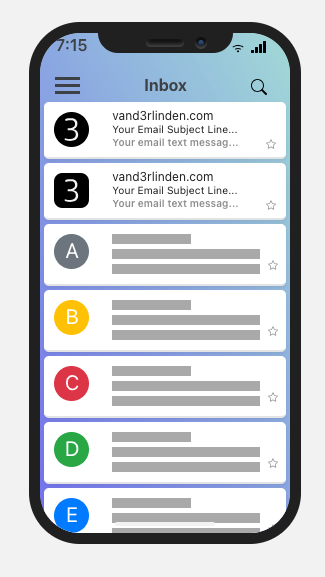 7:15
Inbox
3
vand3rlinden.com
Your Email Subject Line...
Your email text messag...
3
vand3rlinden.com
Your Email Subject Line...
Your email text messag...
A
B
C
D
E